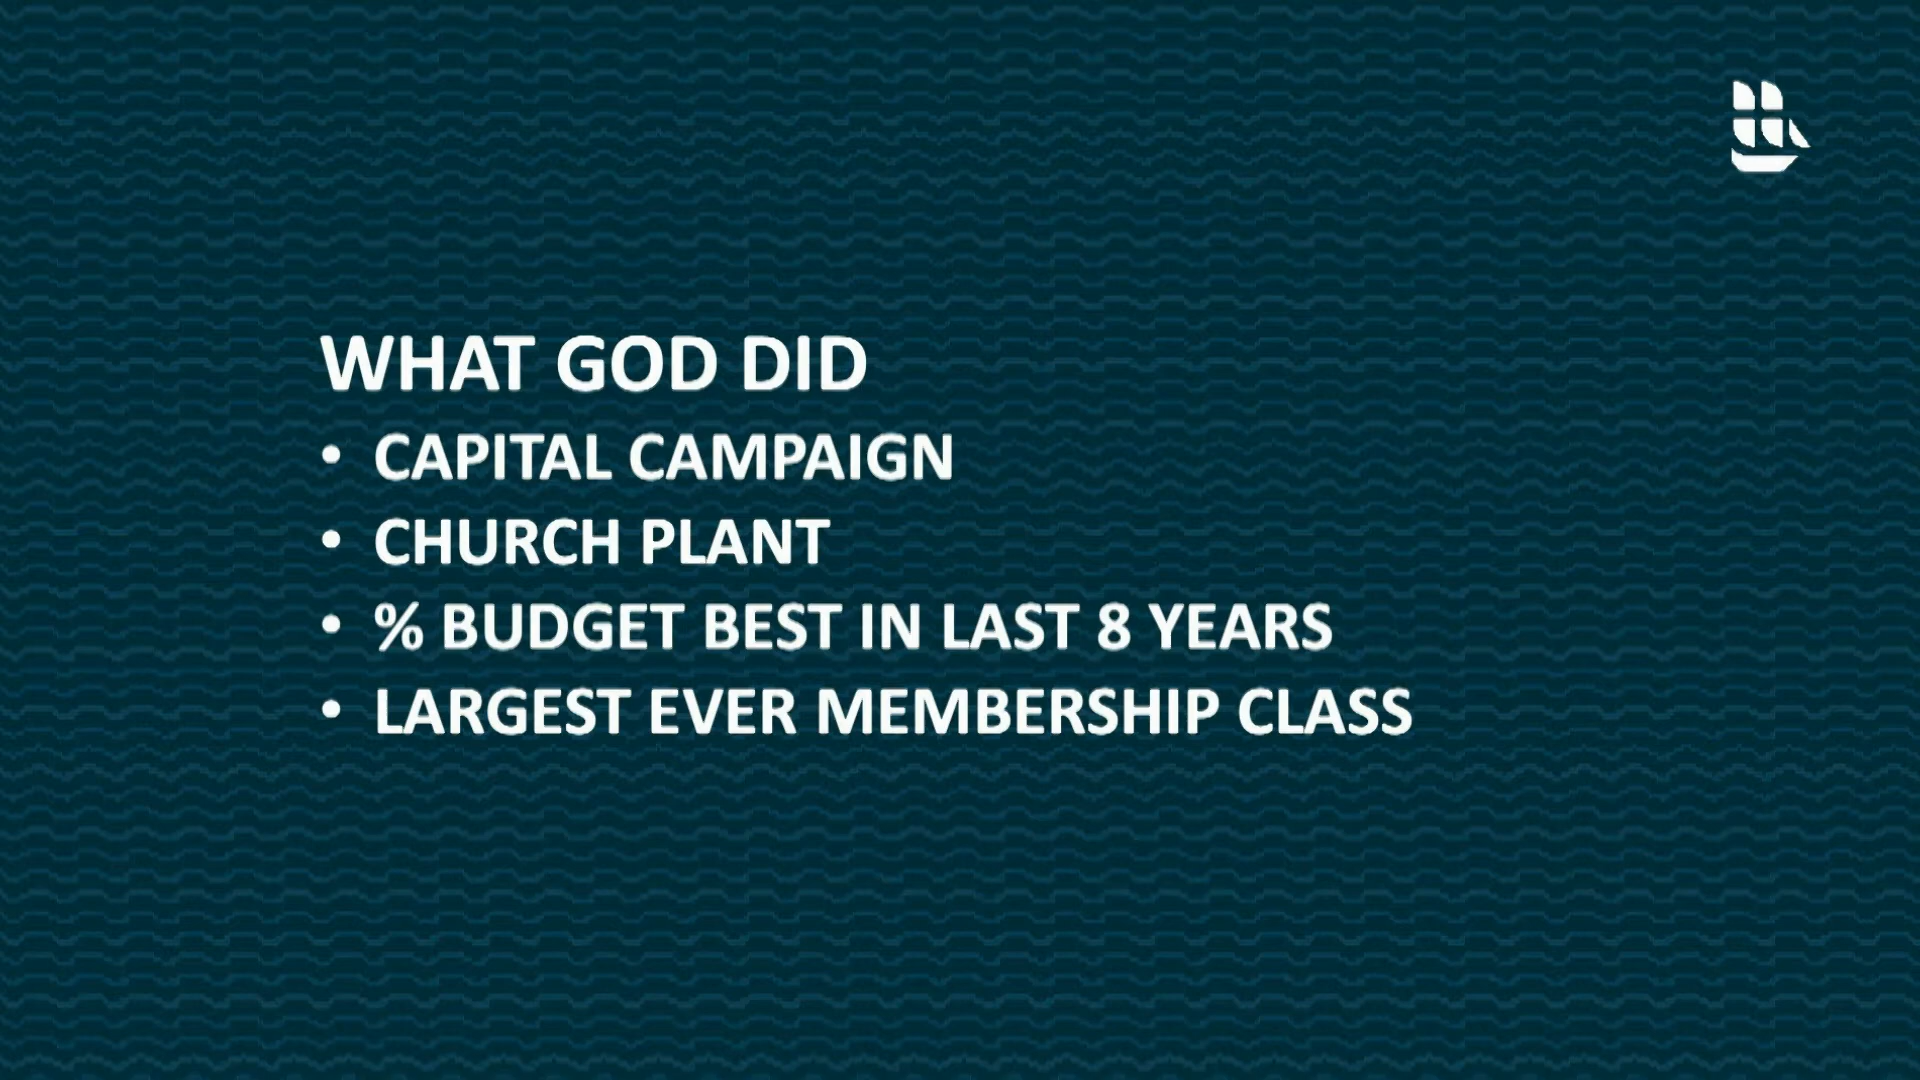 WHAT GOD DID
• CAPITAL CAMPAIGN
• CHURCH PLANT
• % BUDGET BEST IN LAST 8 YEARS
• LARGEST EVER MEMBERSHIP CLASS